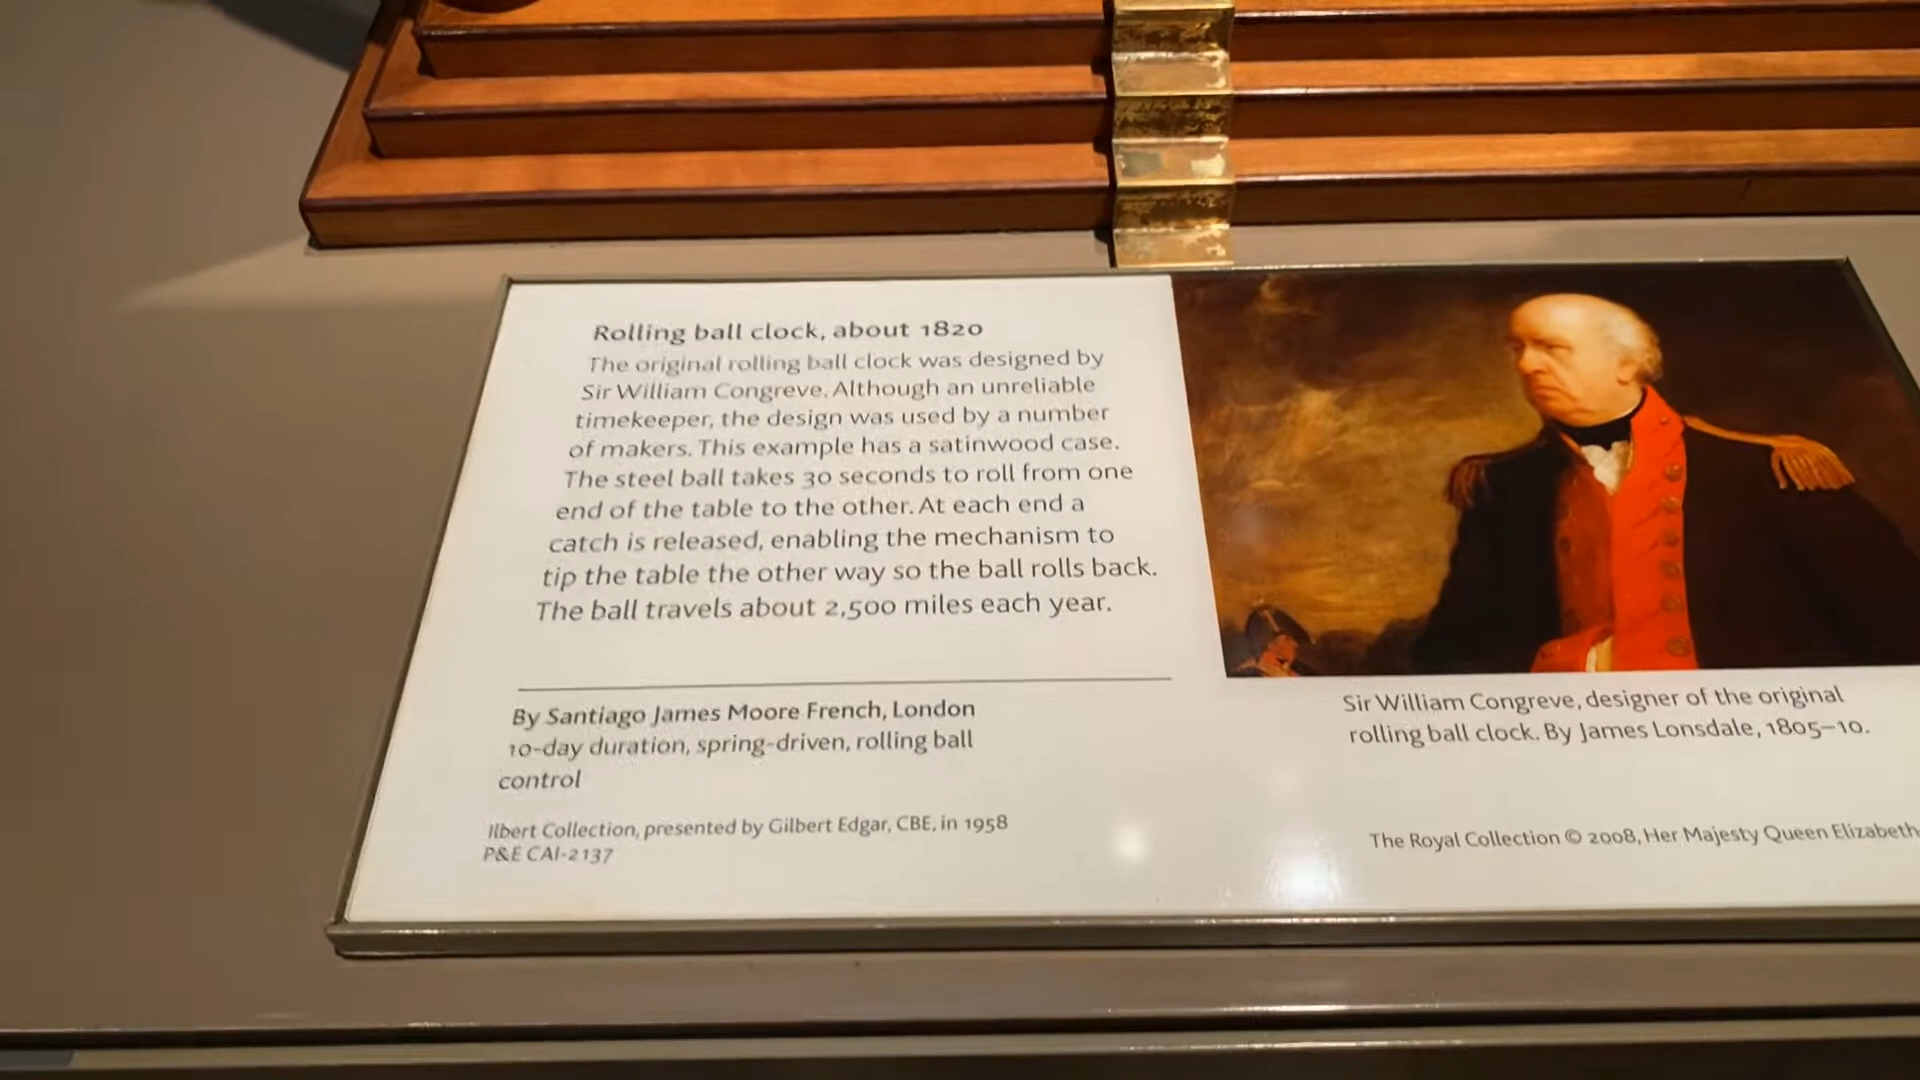 Rolling ball clock, about 1820
The original rolling ball clock was designed by
Sir William Congreve. Although an unreliable
timekeeper, the design was used by a number
of makers. This example has a satinwood case.
The steel ball takes 30 seconds to roll from one
end of the table to the other. At each end a
catch is released, enabling the mechanism to
tip the table the other way so the ball rolls back.
The ball travels about 2,500 miles each year.
By Santiago James Moore French, London
10-day duration, spring-driven, rolling ball
control
Ilbert Collection, presented by Gilbert Edgar, CBE, in 1958
P&E CAI-2137
Sir William Congreve, designer of the original
rolling ball clock. By James Lonsdale, 1805–10.
The Royal Collection © 2008, Her Majesty Queen Elizabeth